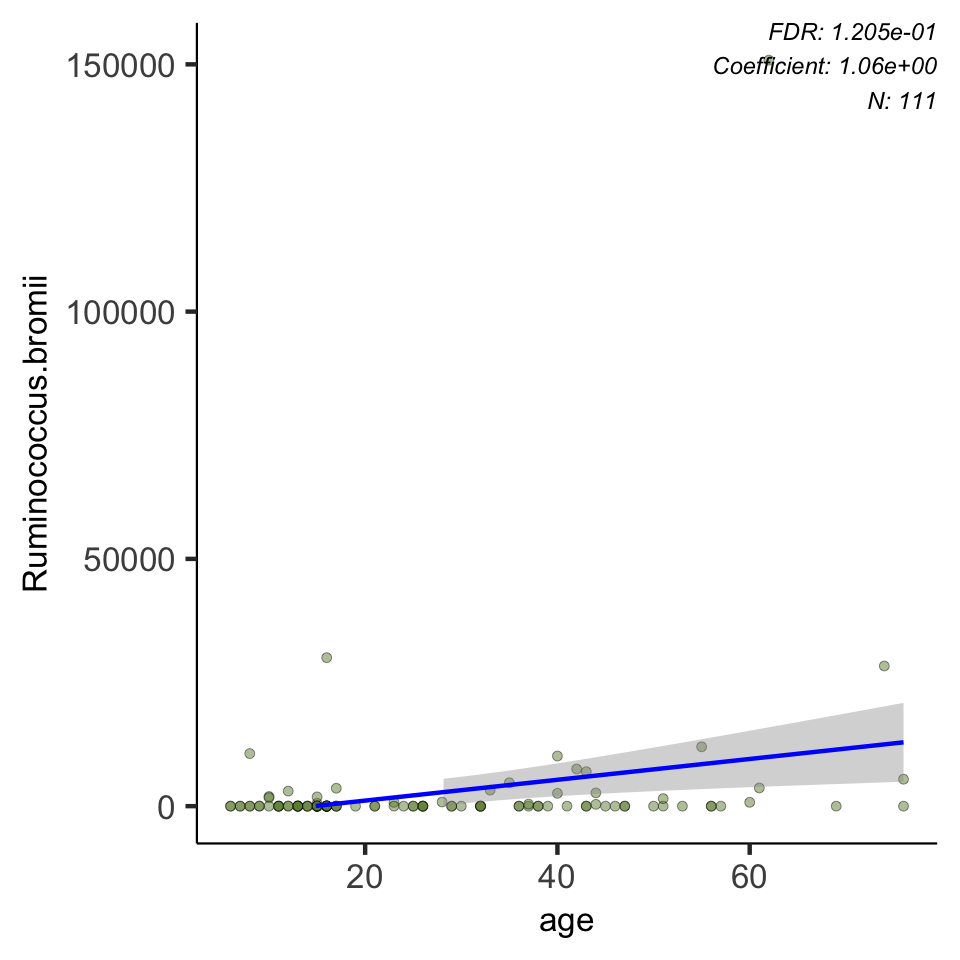 FDR: 1.205e-01
Coefficient: 1.06e+00
N: 111
150000
100000
50000
0
Ruminococcus.bromii
20 40 60
age